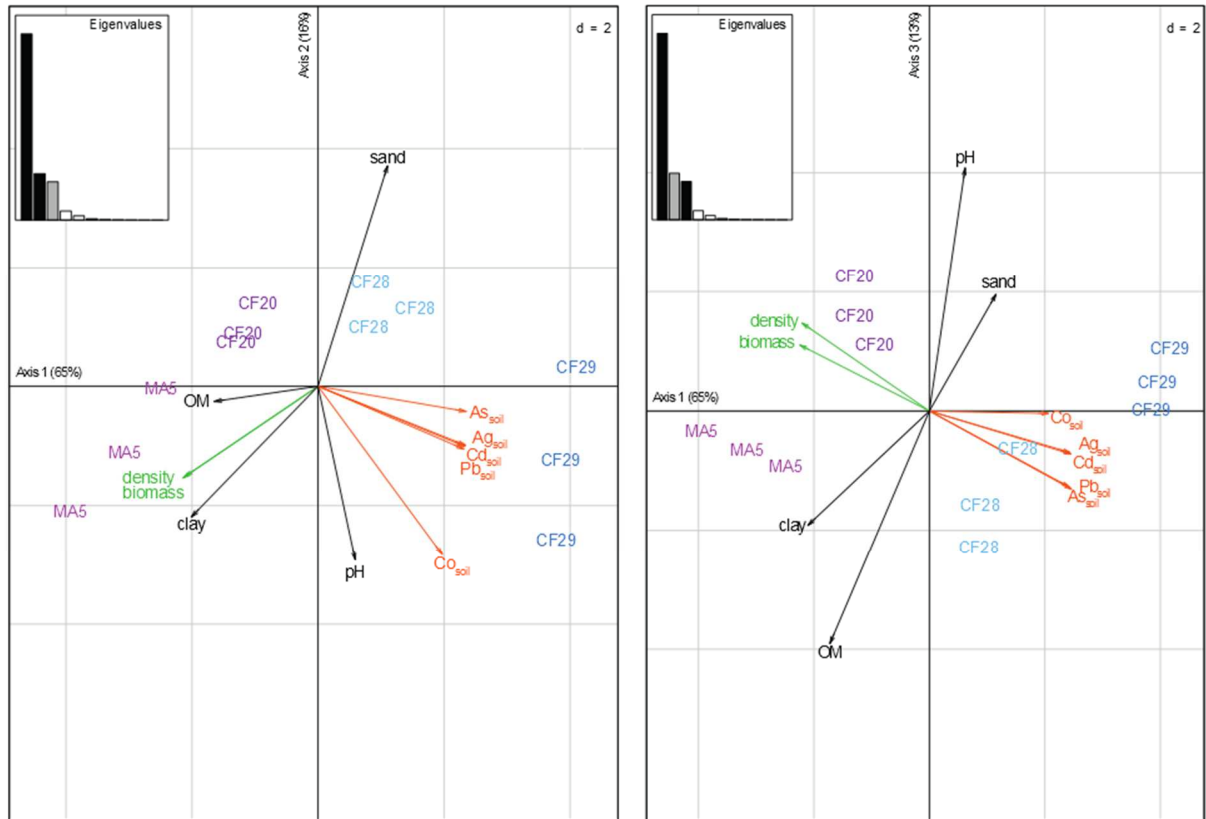 Eigenvalues
Axis 2 (16%)
d = 2
sand
CF28
CF20
CF28
CF28
CF20
CF20
CF29
Axis 1 (65%)
MA5
OM
As soil
Ag soil
Cd soil
Pb soil
MA5
CF29
density
biomass
MA5
clay
CF29
pH
Co soil
Eigenvalues
Axis 3 (13%)
d = 2
pH
CF20
sand
density
CF20
biomass
CF20
CF29
CF29
Axis 1 (65%)
CF29
Co soil
MA5
Ag soil
MA5
CF28
Cd soil
MA5
Pb soil
As soil
CF28
clay
CF28
OM